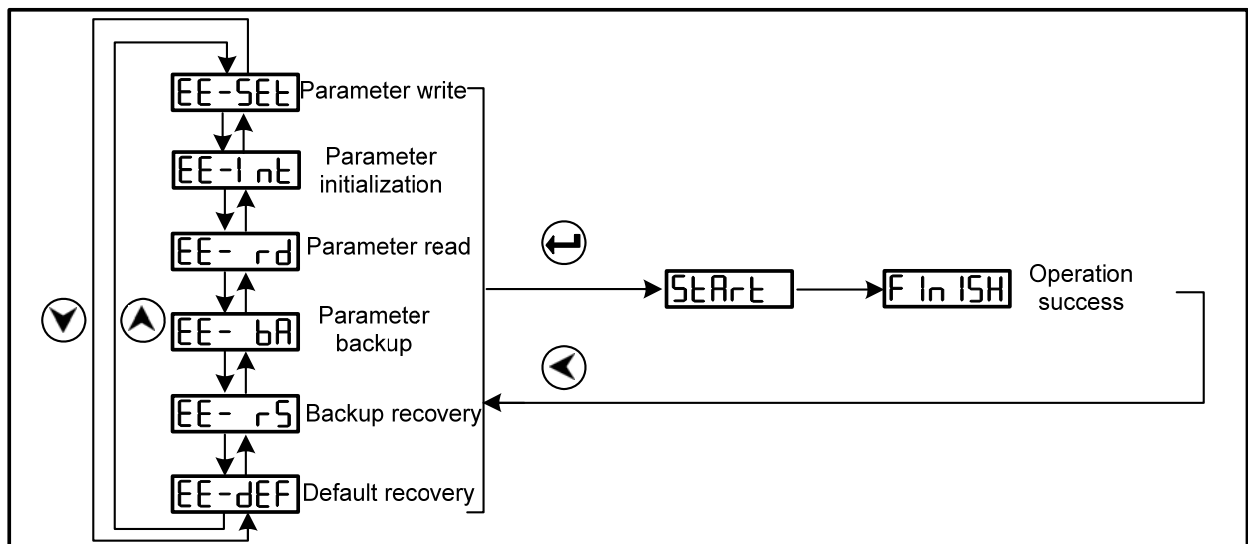 EE-SEt Parameter write
EE-Int Parameter
initialization
EE- rd Parameter read
EE- bA Parameter
backup
EE- rS Backup recovery
EE-dEF Default recovery
StArt
FInISH
Operation
success